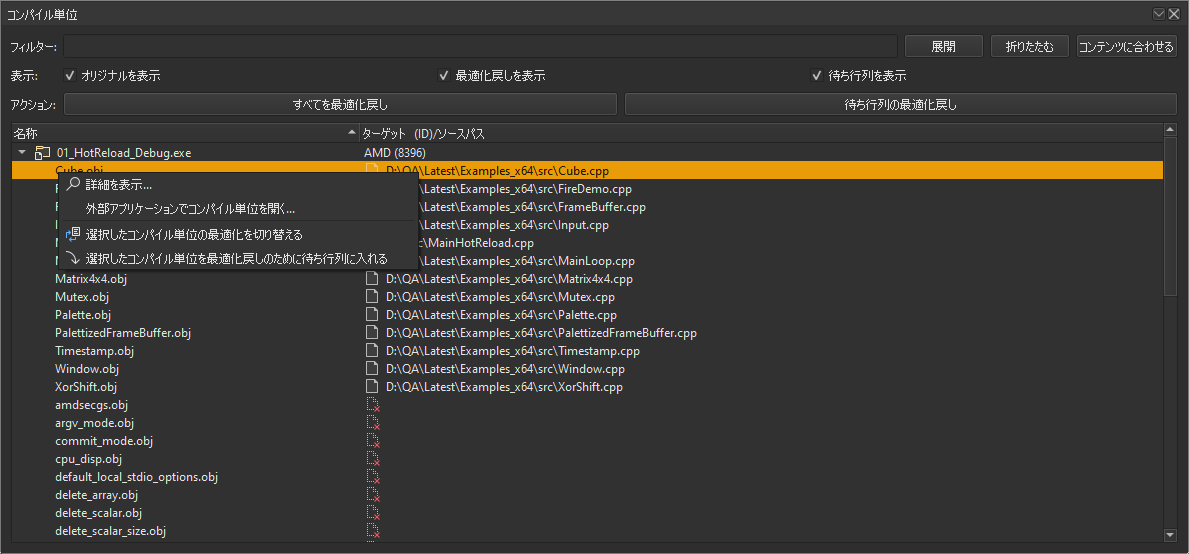 コンパイル単位
フィルター:
展開
折りたたむ
コンテンツに合わせる
表示:
オリジナルを表示
最適化戻しを表示
待ち行列を表示
アクション:
すべてを最適化戻し
待ち行列の最適化戻し
名称
ターゲット (ID)/ソースパス
01_HotReload_Debug.exe
AMD (8396)
Cube.obj
D:\QA\Latest\Examples_x64\src\Cube.cpp
詳細を表示...
D:\QA\Latest\Examples_x64\src\FireDemo.cpp
外部アプリケーションでコンパイル単位を開く...
D:\QA\Latest\Examples_x64\src\FrameBuffer.cpp
\Latest\Examples_x64\src\Input.cpp
選択したコンパイル単位の最適化を切り替える
\MainHotReload.cpp
選択したコンパイル単位を最適化戻しのために待ち行列に入れる
\Latest\Examples_x64\src\MainLoop.cpp
Matrix4x4.obj
D:\QA\Latest\Examples_x64\src\Matrix4x4.cpp
Mutex.obj
D:\QA\Latest\Examples_x64\src\Mutex.cpp
Palette.obj
D:\QA\Latest\Examples_x64\src\Palette.cpp
PalettizedFrameBuffer.obj
D:\QA\Latest\Examples_x64\src\PalettizedFrameBuffer.cpp
Timestamp.obj
D:\QA\Latest\Examples_x64\src\Timestamp.cpp
Window.obj
D:\QA\Latest\Examples_x64\src\Window.cpp
XorShift.obj
D:\QA\Latest\Examples_x64\src\XorShift.cpp
amdsecgs.obj
argv_mode.obj
commit_mode.obj
cpu_disp.obj
default_local_stdio_options.obj
delete_array.obj
delete_scalar.obj
delete_scalar_size.obj